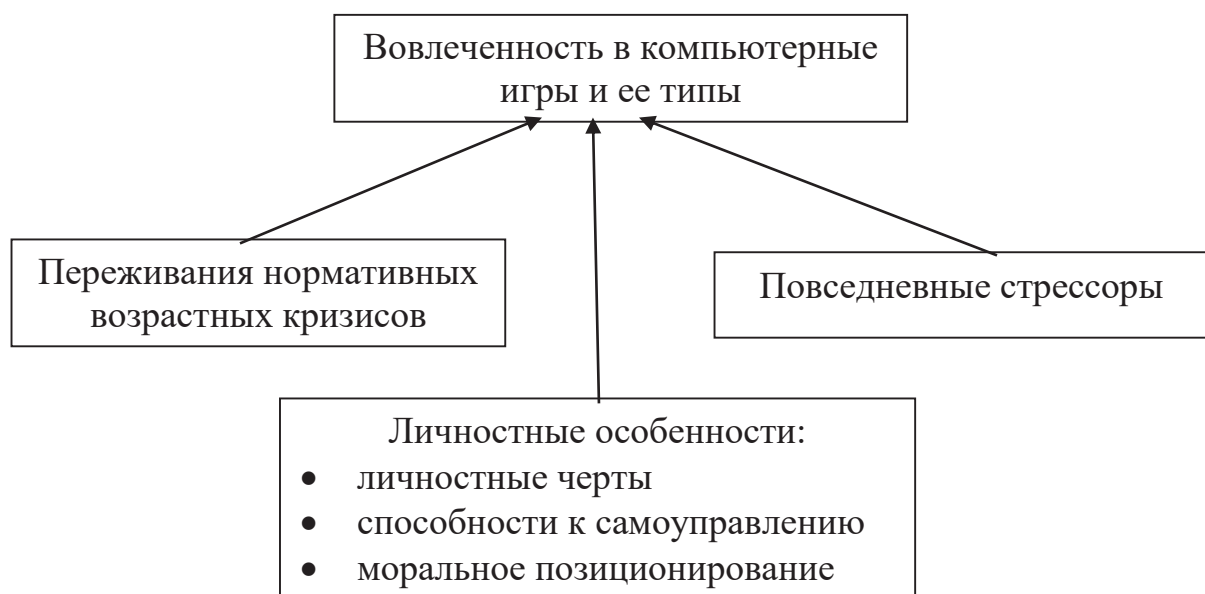 Вовлеченность в компьютерные
игры и ее типы
Переживания нормативных
возрастных кризисов
Повседневные стрессоры
Личностные особенности:
• личностные черты
• способности к самоуправлению
• моральное позиционирование